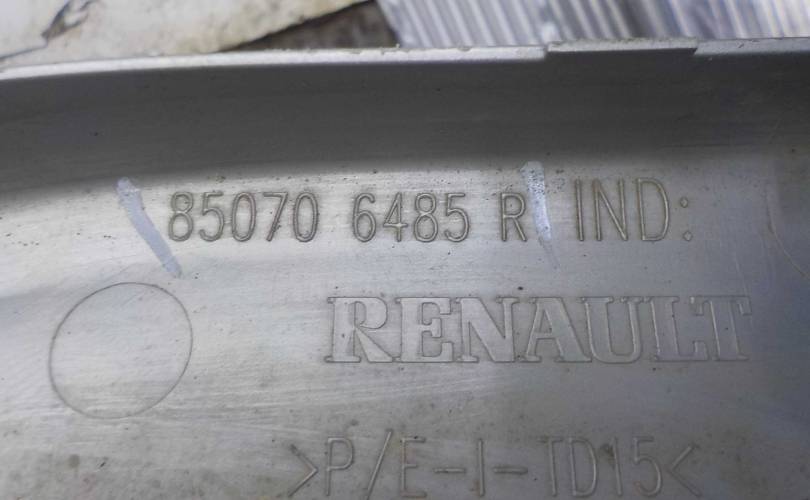 85070 6485 R IND:
RENAULT
>P/E-I-TD15<